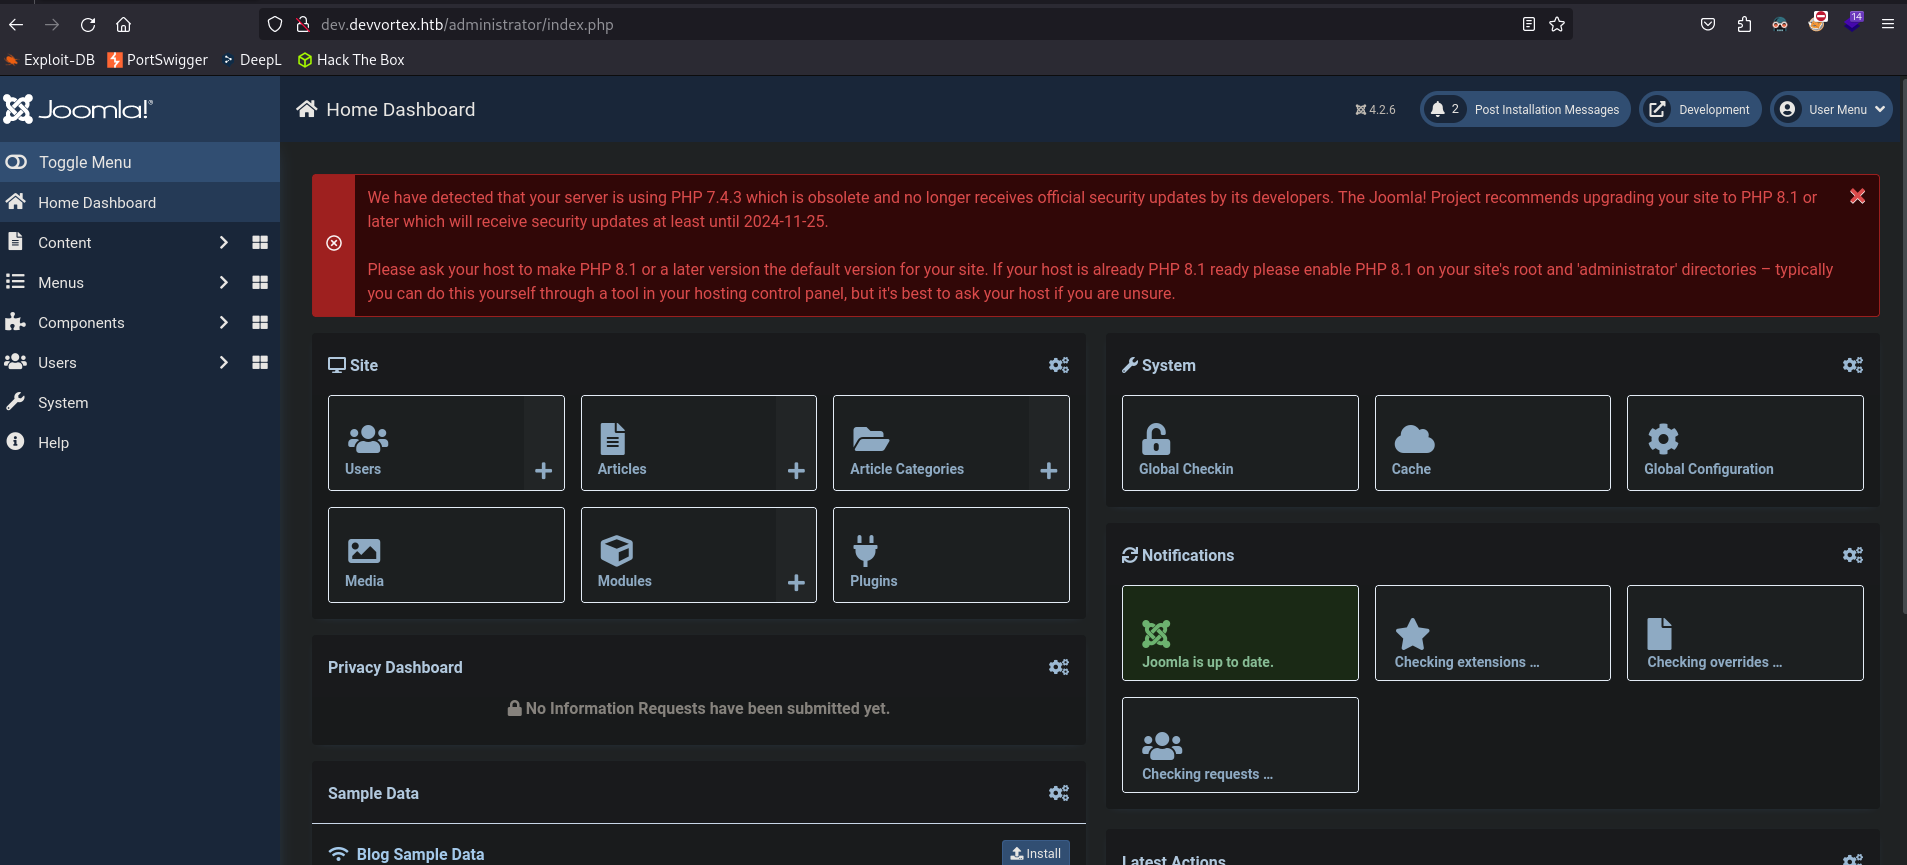 dev.devvortex.htb/administrator/index.php
14
Exploit-DB PortSwigger DeepL Hack The Box
Joomla!®
Home Dashboard
4.2.6
2 Post Installation Messages
Development
User Menu
Toggle Menu
Home Dashboard
Content
Menus
Components
Users
System
Help
We have detected that your server is using PHP 7.4.3 which is obsolete and no longer receives official security updates by its developers. The Joomla! Project recommends upgrading your site to PHP 8.1 or
later which will receive security updates at least until 2024-11-25.
Please ask your host to make PHP 8.1 or a later version the default version for your site. If your host is already PHP 8.1 ready please enable PHP 8.1 on your site's root and 'administrator' directories – typically
you can do this yourself through a tool in your hosting control panel, but it's best to ask your host if you are unsure.
Site
Users
Articles
Article Categories
Media
Modules
Plugins
Privacy Dashboard
No Information Requests have been submitted yet.
Sample Data
Blog Sample Data
Install
System
Global Checkin
Cache
Global Configuration
Notifications
Joomla is up to date.
Checking extensions ...
Checking overrides ...
Checking requests ...
Latest Actions